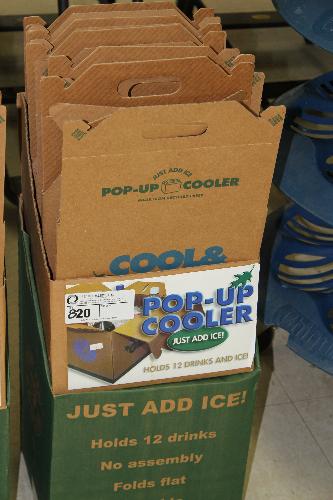 JUST ADD ICE!
POP-UP COOLER
COOL&
820
POP-UP
COOLER
JUST ADD ICE!
HOLDS 12 DRINKS AND ICE!
JUST ADD ICE!
Holds 12 drinks
No assembly
Folds flat